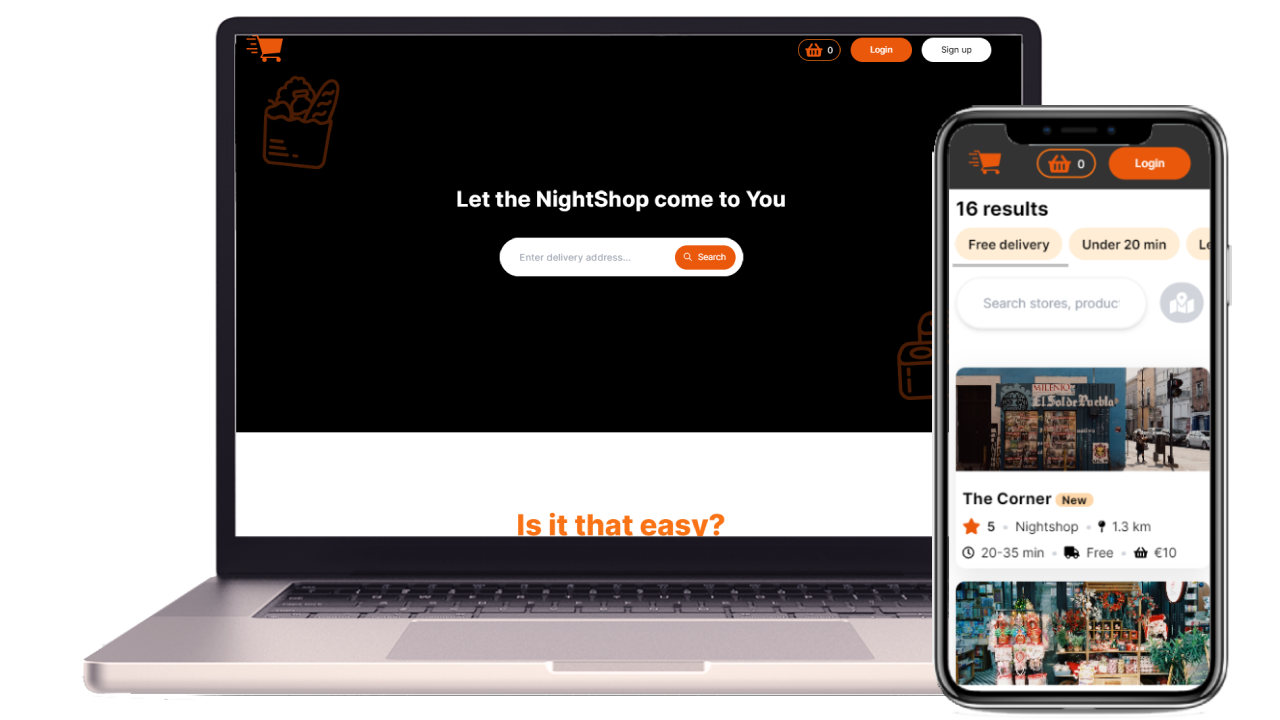 0
Login
Sign up
Let the NightShop come to You
Enter delivery address...
Search
Is it that easy?
0
Login
16 results
Free delivery
Under 20 min
Le
Search stores, produc
MILENIO
El Sol de Puebla
The Corner New
5 Nightshop 1.3 km
20-35 min Free €10